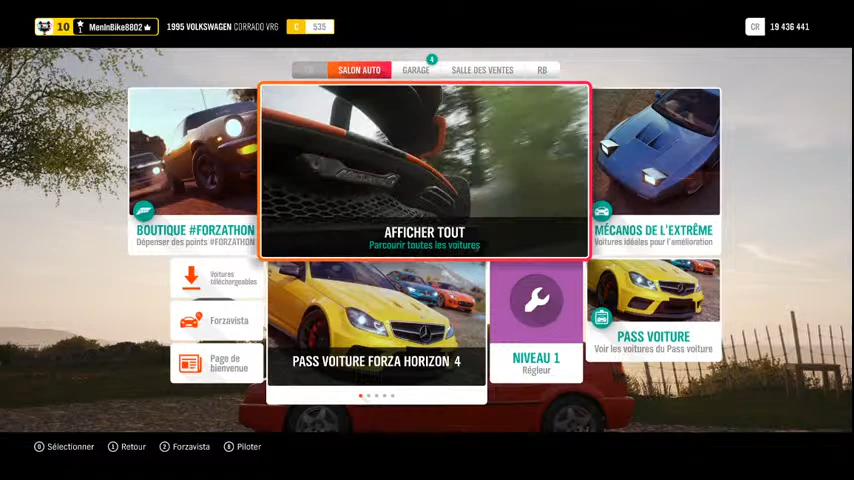 10 1 MenInBike8802 1995 VOLKSWAGEN CORRADO VR6 C 535 CR 19 436 441
SALON AUTO GARAGE 4 SALLE DES VENTES RB
BOUTIQUE #FORZATHON
Dépenser des points #FORZATHON
AFFICHER TOUT
Parcourir toutes les voitures
MÉCANOS DE L'EXTRÊME
Voitures idéales pour l'amélioration
Voitures
téléchargeables
Forzavista
Page de
bienvenue
PASS VOITURE FORZA HORIZON 4
NIVEAU 1
Régleur
PASS VOITURE
Voir les voitures du Pass voiture
Sélectionner Retour Forzavista Piloter